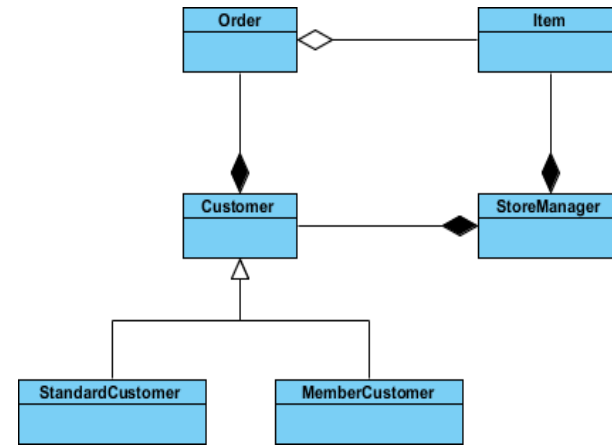 Order
Item
Customer
StoreManager
StandardCustomer
MemberCustomer